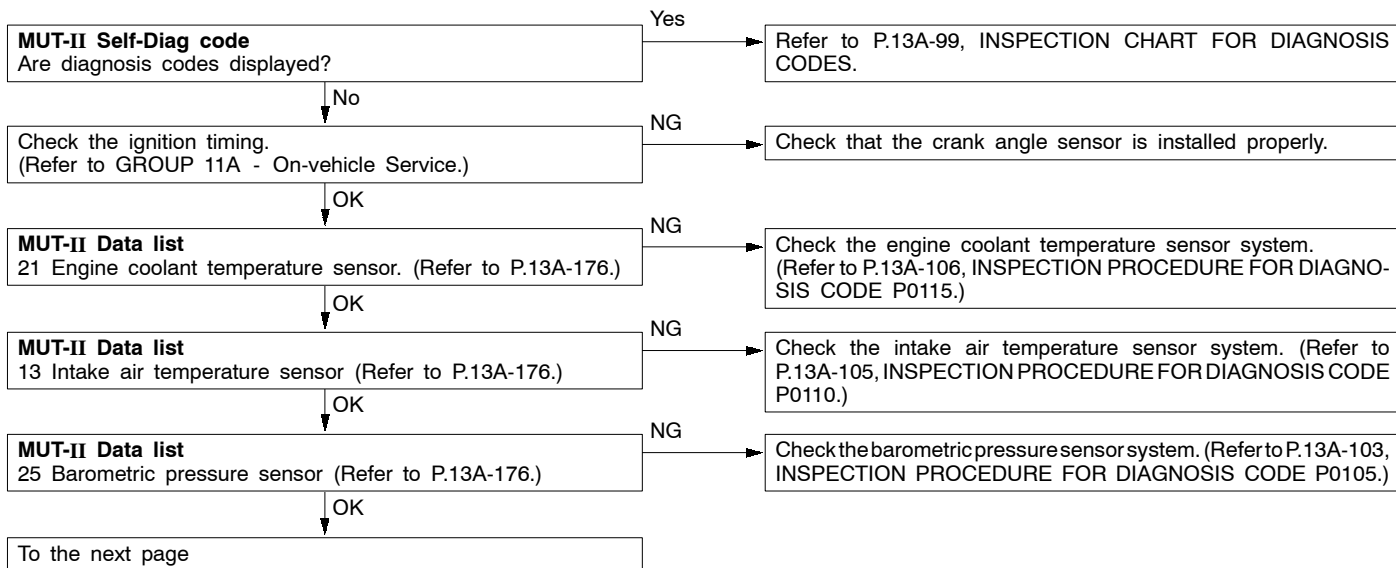 Yes
MUT-II Self-Diag code
Are diagnosis codes displayed?
Refer to P.13A-99, INSPECTION CHART FOR DIAGNOSIS
CODES.
No
NG
Check the ignition timing.
(Refer to GROUP 11A - On-vehicle Service.)
Check that the crank angle sensor is installed properly.
OK
NG
MUT-II Data list
21 Engine coolant temperature sensor. (Refer to P.13A-176.)
Check the engine coolant temperature sensor system.
(Refer to P.13A-106, INSPECTION PROCEDURE FOR DIAGNO-
SIS CODE P0115.)
OK
NG
MUT-II Data list
13 Intake air temperature sensor (Refer to P.13A-176.)
Check the intake air temperature sensor system. (Refer to
P.13A-105, INSPECTION PROCEDURE FOR DIAGNOSIS CODE
P0110.)
OK
NG
MUT-II Data list
25 Barometric pressure sensor (Refer to P.13A-176.)
Check the barometric pressure sensor system. (Refer to P.13A-103,
INSPECTION PROCEDURE FOR DIAGNOSIS CODE P0105.)
OK
To the next page